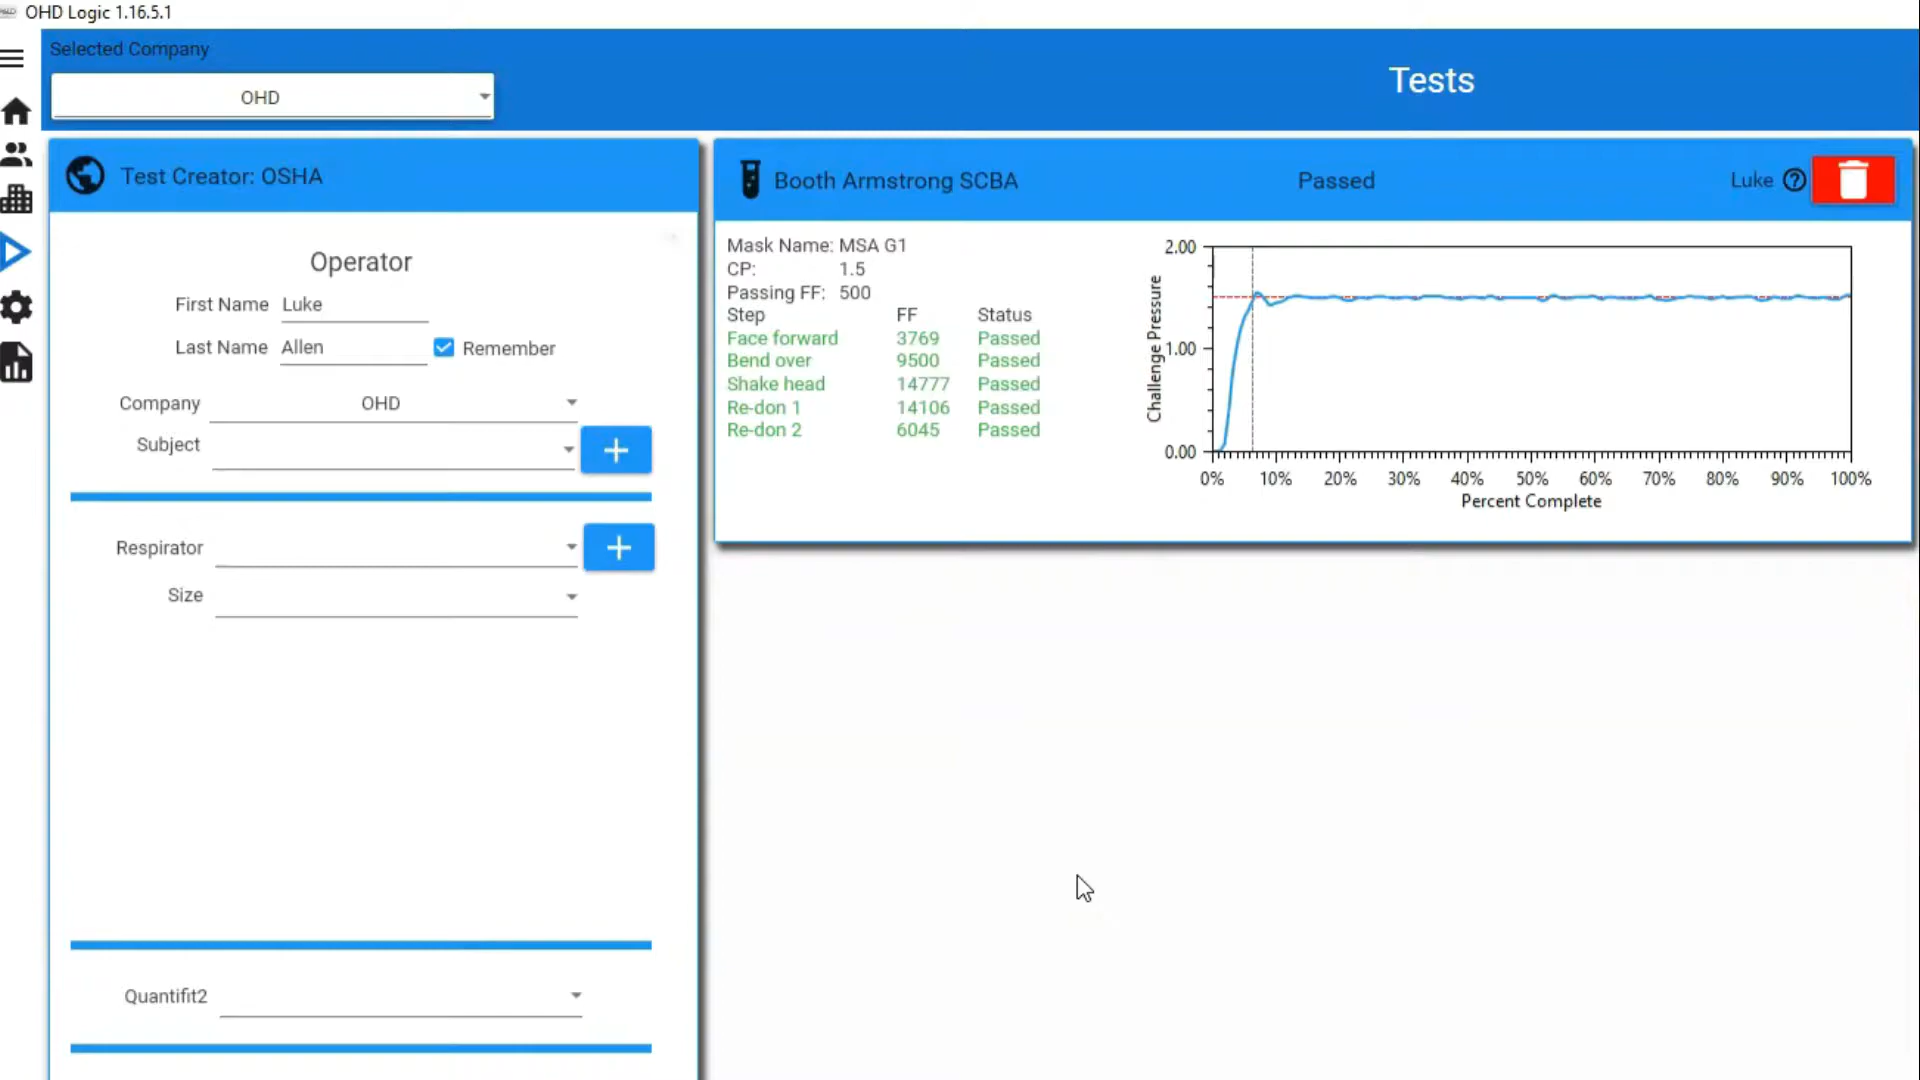 OHD Logic 1.16.5.1
Selected Company
OHD
Tests
Test Creator: OSHA
Operator
First Name Luke
Last Name Allen Remember
Company OHD
Subject
Respirator
Size
Quantifit2
Booth Armstrong SCBA Passed Luke
Mask Name: MSA G1
CP: 1.5
Passing FF: 500
Step FF Status
Face forward 3769 Passed
Bend over 9500 Passed
Shake head 14777 Passed
Re-don 1 14106 Passed
Re-don 2 6045 Passed
Challenge Pressure
2.00
1.00
0.00
0% 10% 20% 30% 40% 50% 60% 70% 80% 90% 100%
Percent Complete